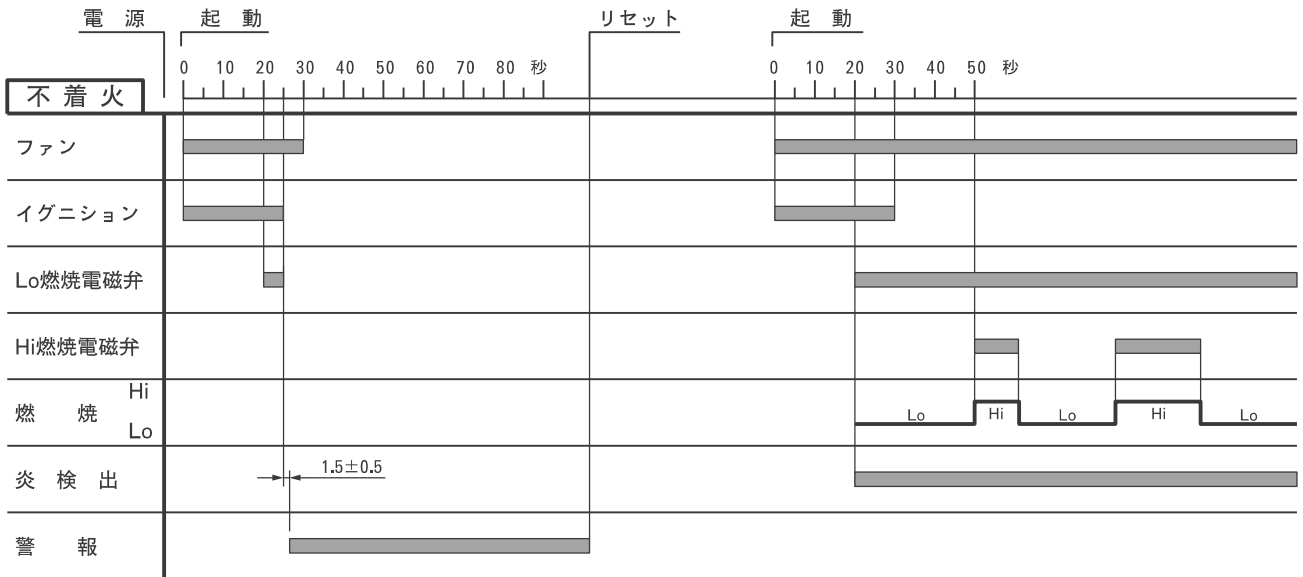 電源 起動 リセット 起動
0 10 20 30 40 50 60 70 80 秒 0 10 20 30 40 50 秒
不着火
ファン
イグニション
Lo燃焼電磁弁
Hi燃焼電磁弁
Hi
燃焼
Lo
Lo Hi Lo Hi Lo
炎検出
1.5±0.5
警報